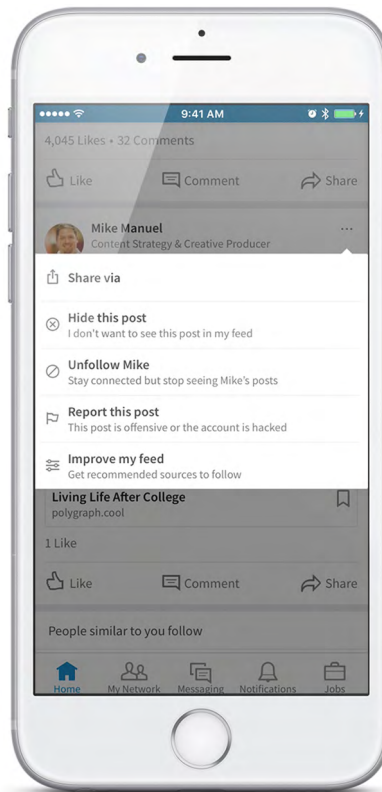 9:41 AM
4,045 Likes • 32 Comments
Like Comment Share
Mike Manuel
Content Strategy & Creative Producer
Share via
Hide this post
I don't want to see this post in my feed
Unfollow Mike
Stay connected but stop seeing Mike's posts
Report this post
This post is offensive or the account is hacked
Improve my feed
Get recommended sources to follow
Living Life After College
polygraph.cool
1 Like
Like Comment Share
People similar to you follow
Home My Network Messaging Notifications Jobs